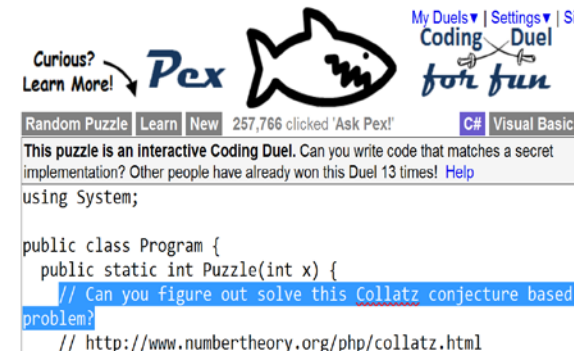 My Duels▼ | Settings▼ | S
Coding Duel
for fun
Curious?
Learn More!
Pex
Random Puzzle Learn New 257,766 clicked 'Ask Pex!' C# Visual Basic
This puzzle is an interactive Coding Duel. Can you write code that matches a secret
implementation? Other people have already won this Duel 13 times! Help
using System;
public class Program {
public static int Puzzle(int x) {
// Can you figure out solve this Collatz conjecture based
problem?
// http://www.numbertheory.org/php/collatz.html